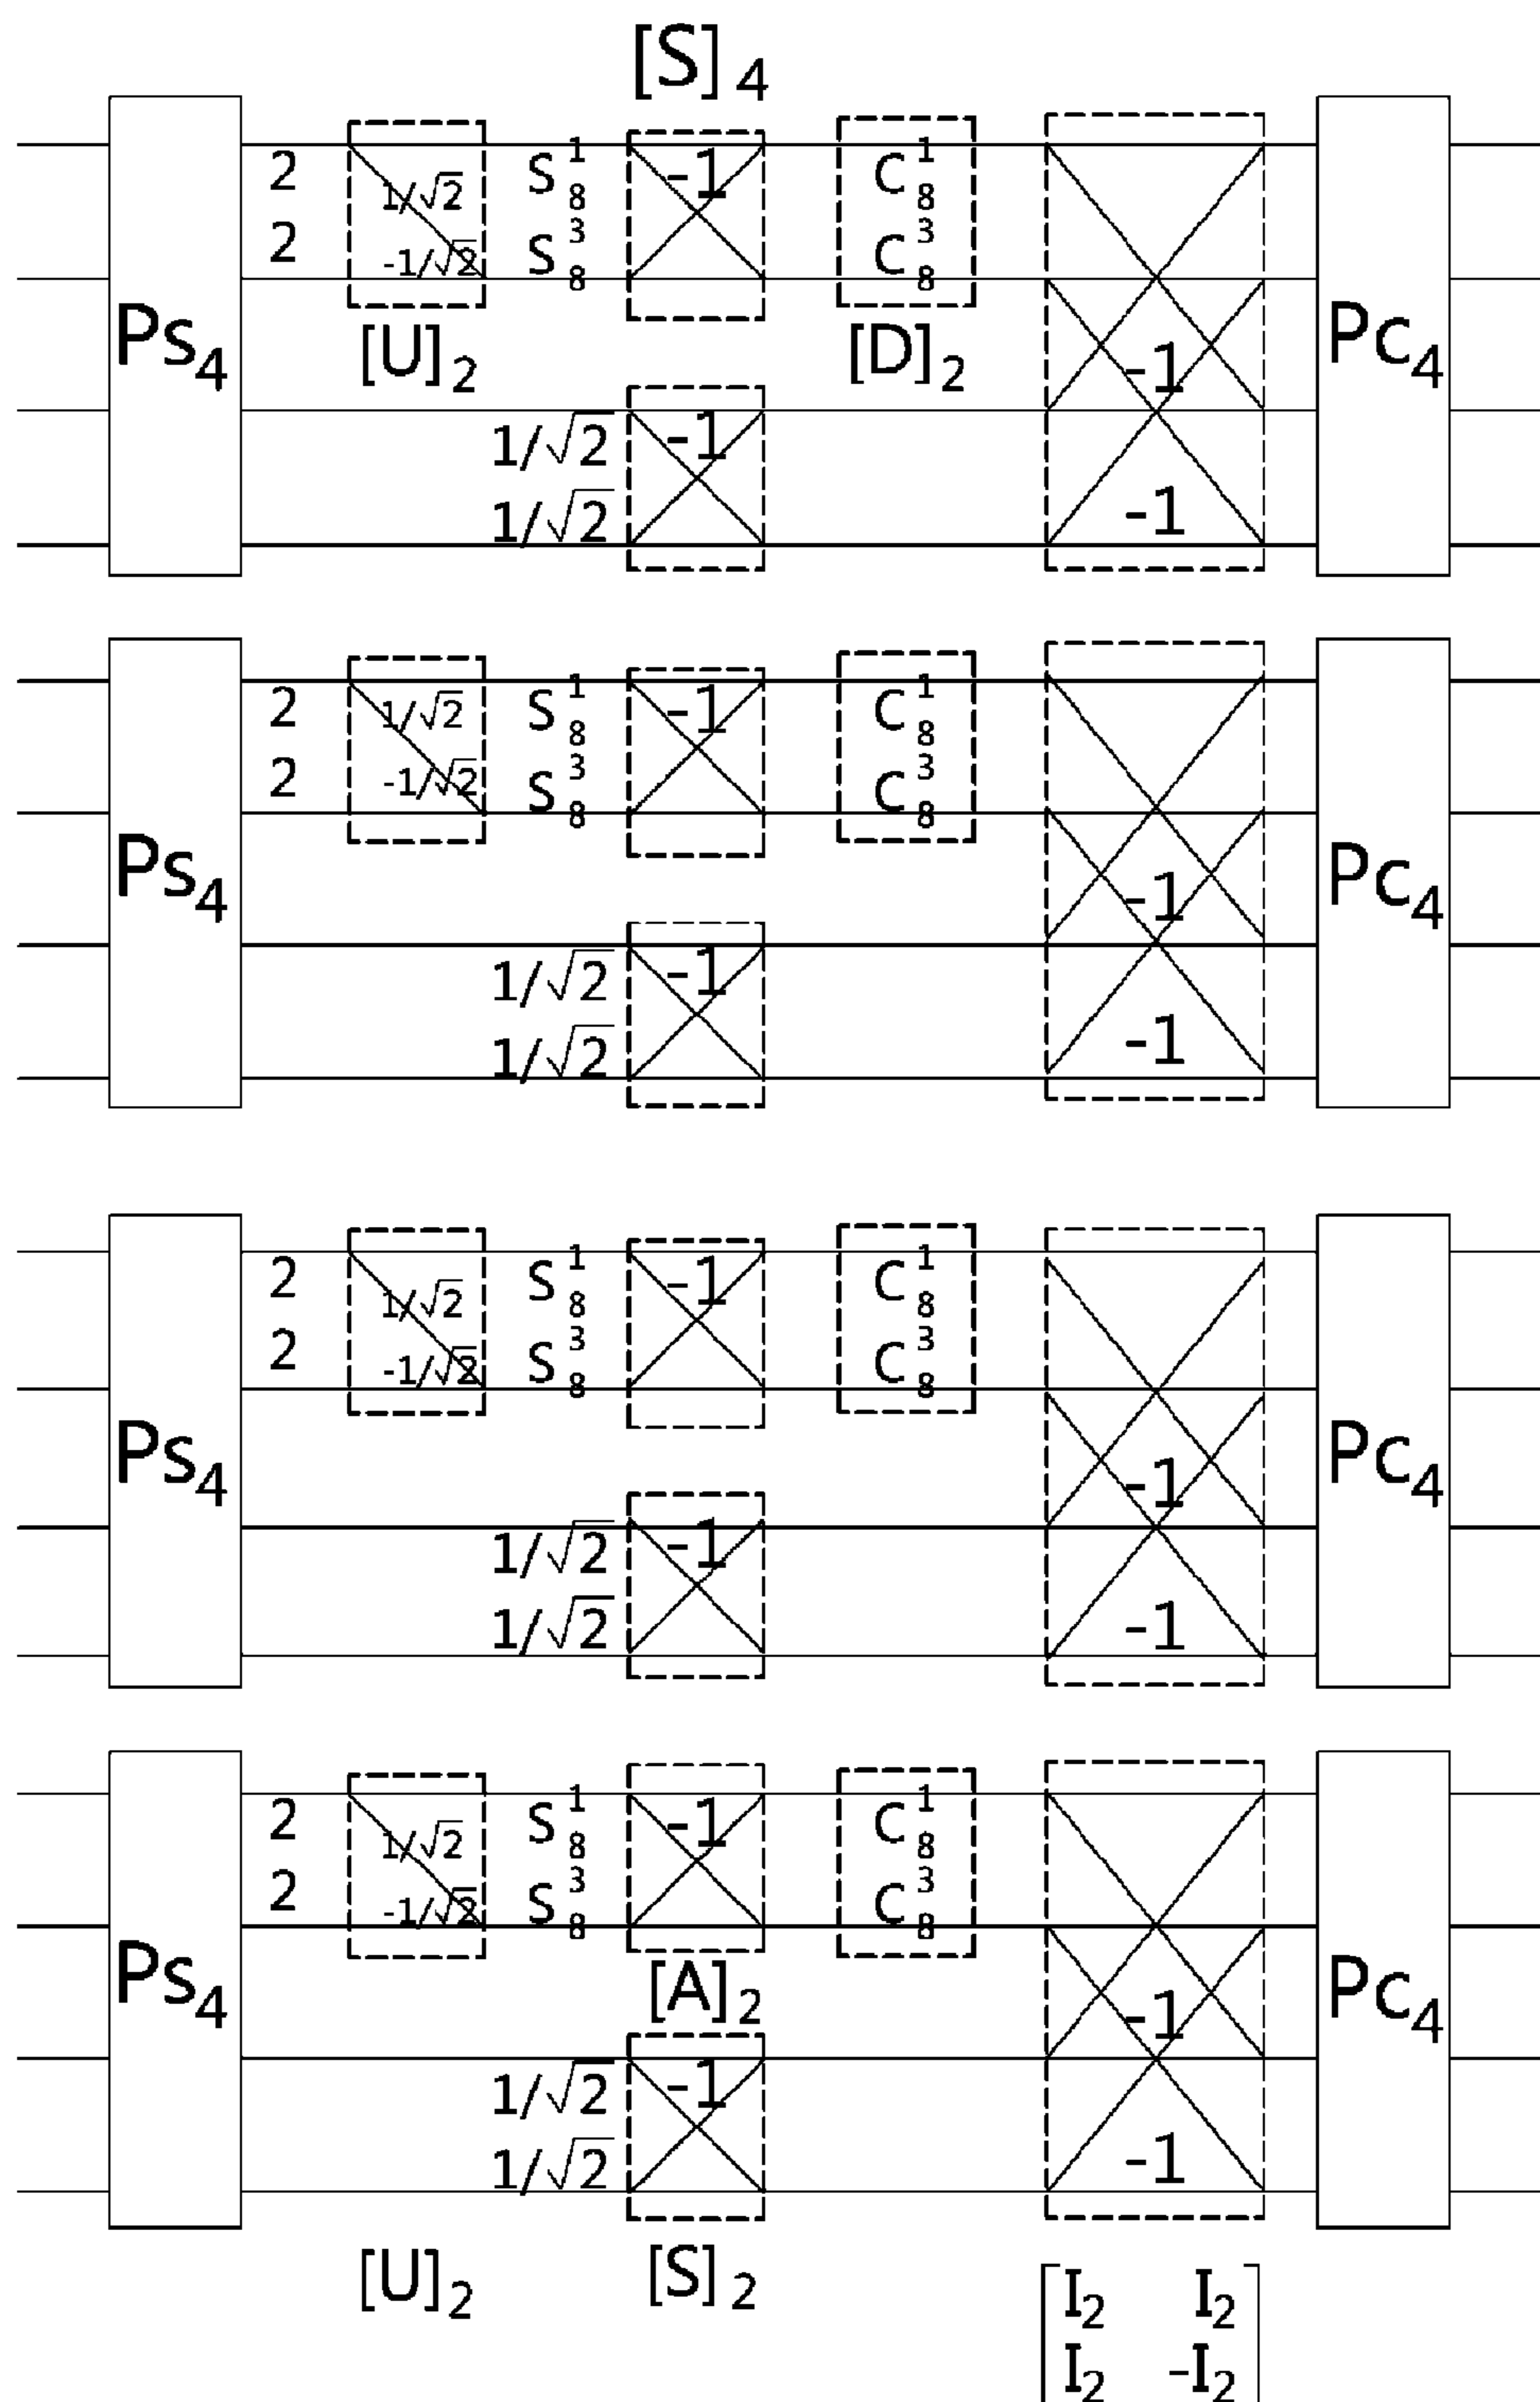 [S]4
2 1/√2 S 1 8 -1 C 1 8
2 -1/√2 S 3 8 C 3 8
Ps4 [U]2 [D]2 Pc4
-1
1/√2 -1
1/√2 -1
2 1/√2 S 1 8 -1 C 1 8
2 -1/√2 S 3 8 C 3 8
Ps4 Pc4
-1
1/√2 -1
1/√2 -1
2 1/√2 S 1 8 -1 C 1 8
2 -1/√2 S 3 8 C 3 8
Ps4 Pc4
-1
1/√2 -1
1/√2 -1
2 1/√2 S 1 8 -1 C 1 8
2 -1/√2 S 3 8 C 3 8
Ps4 [A]2 Pc4
-1
1/√2 -1
1/√2 -1
[U]2 [S]2
I2 I2
I2 -I2